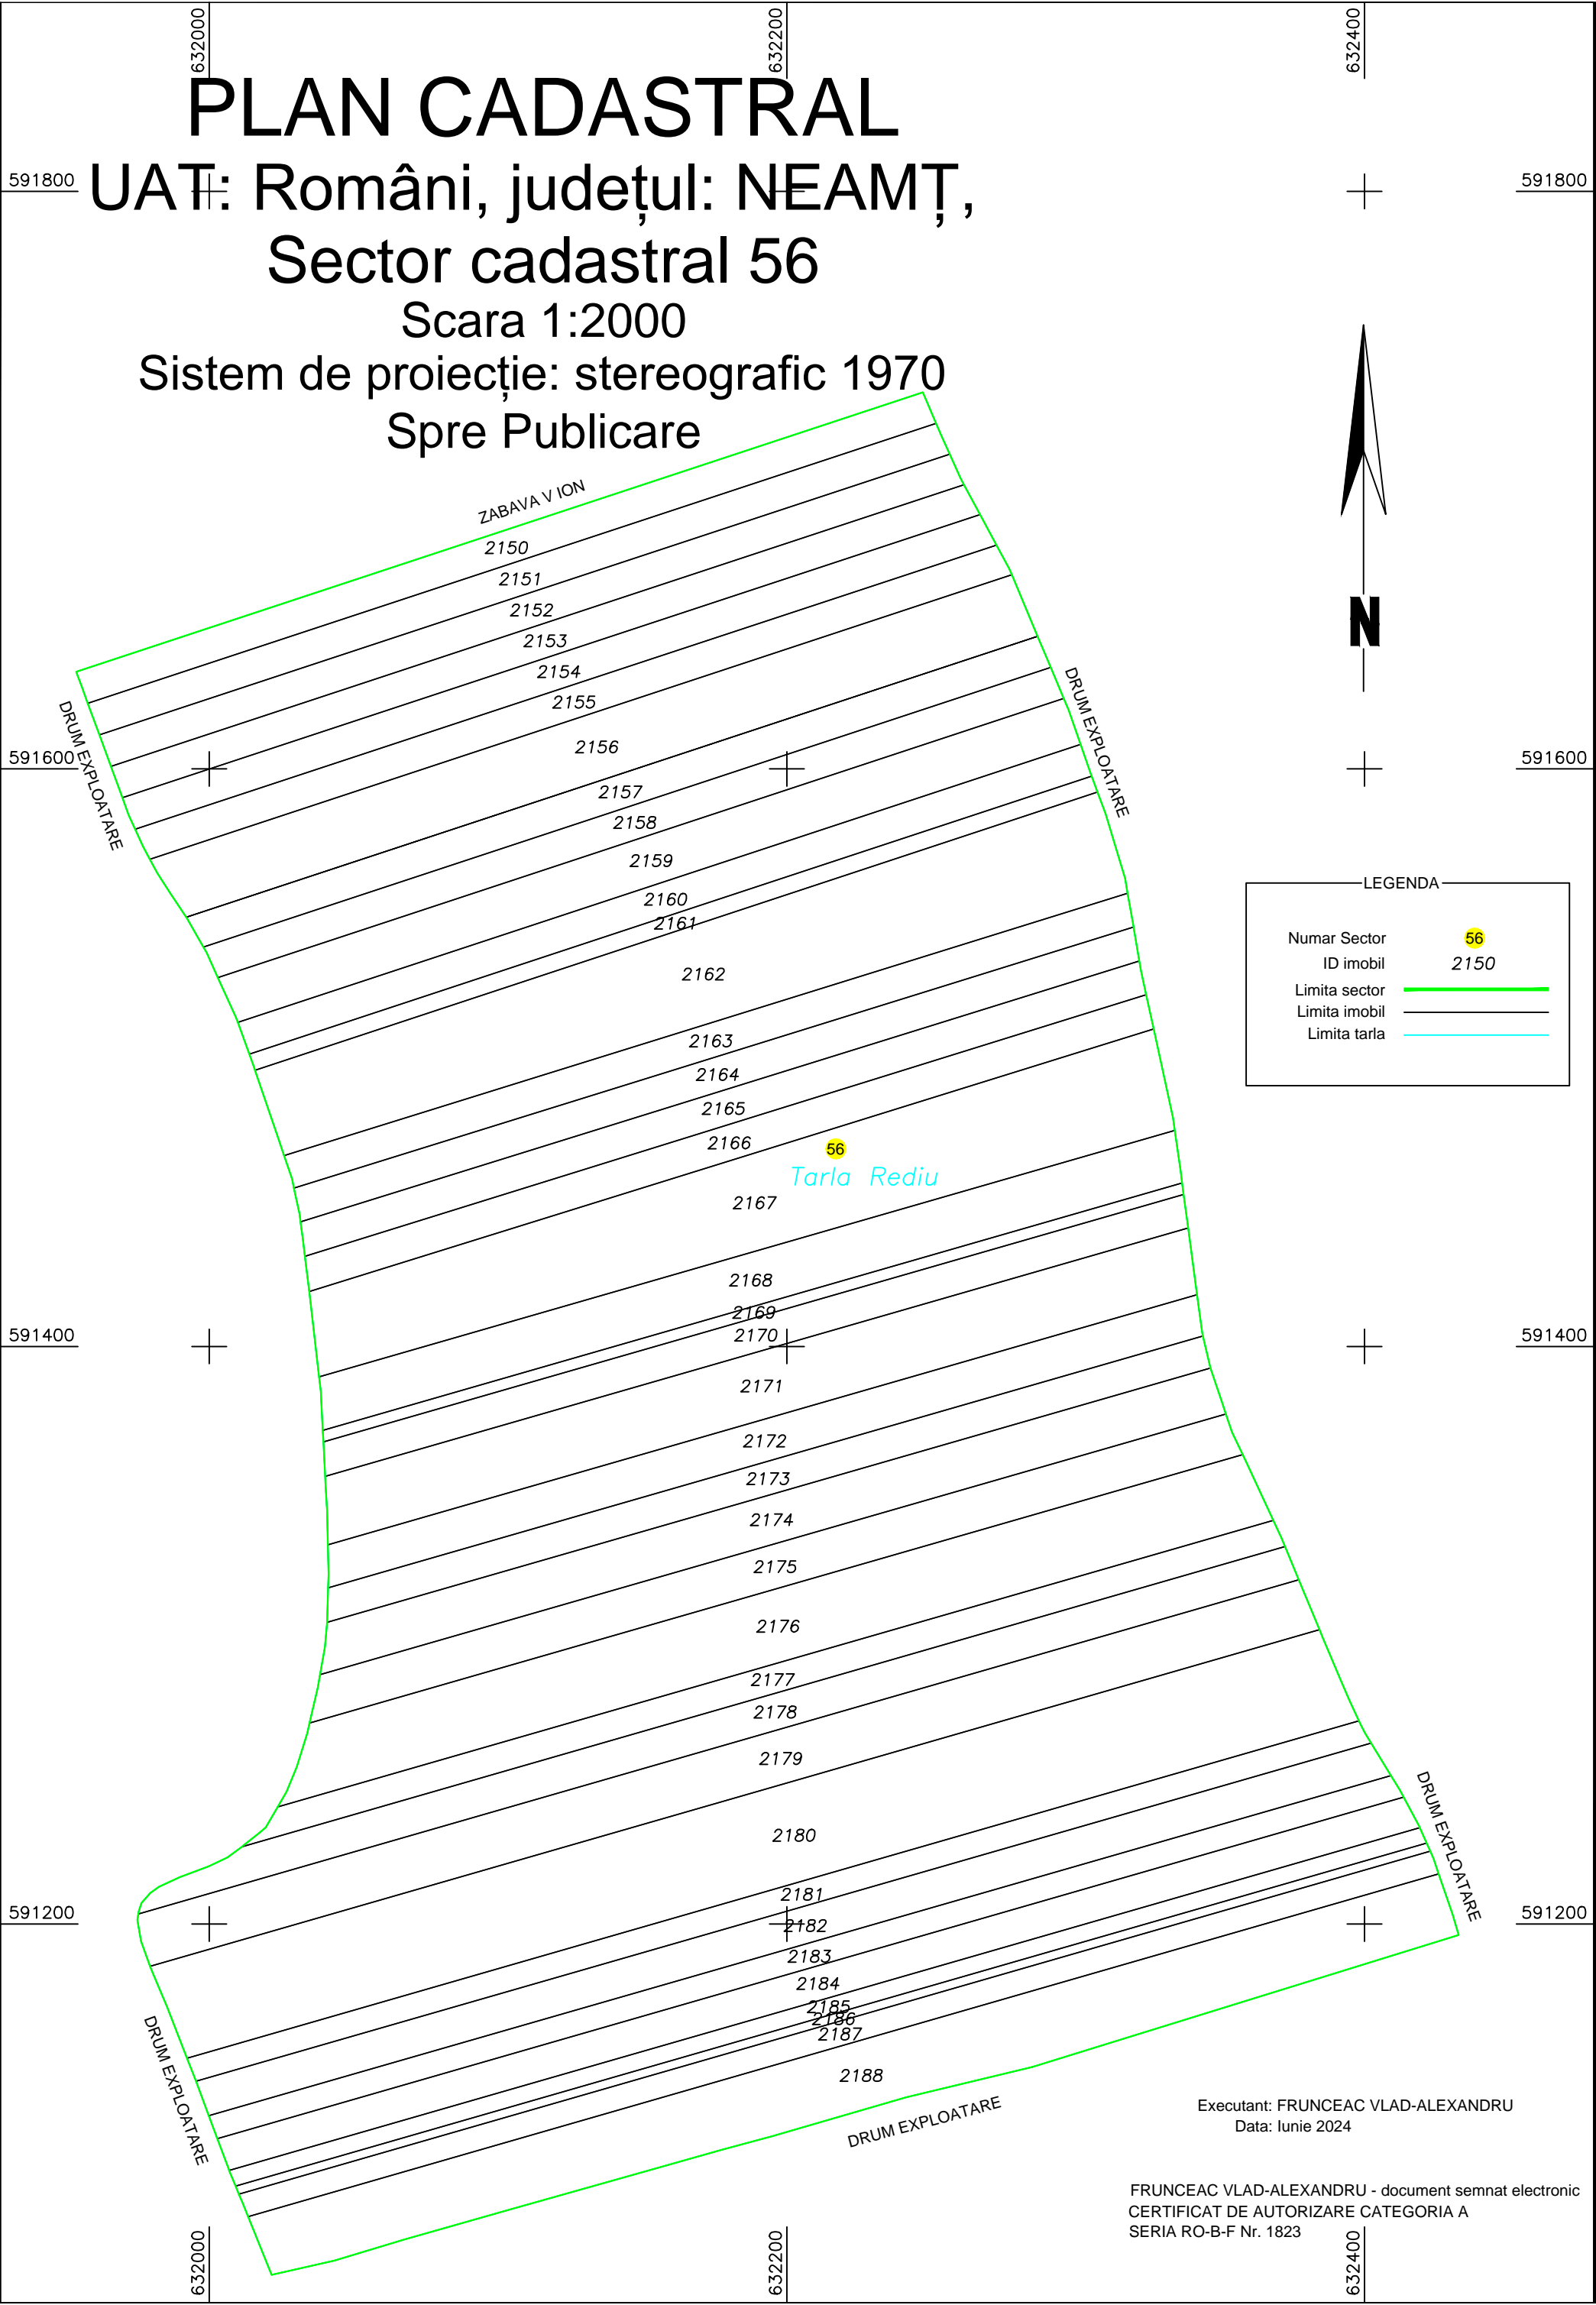 632000
632200
632400
PLAN CADASTRAL
591800
UAT: Români, județul: NEAMȚ,
591800
Sector cadastral 56
Scara 1:2000
Sistem de proiecție: stereografic 1970
Spre Publicare
ZABAVA V ION
2150
2151
2152
N
2153
2154
2155
DRUM EXPLOATARE
DRUM EXPLOATARE
2156
591600
591600
2157
2158
2159
LEGENDA
2160
2161
Numar Sector 56
ID imobil 2150
2162
Limita sector
Limita imobil
Limita tarla
2163
2164
2165
2166
56
Tarla Rediu
2167
2168
2169
2170
591400
591400
2171
2172
2173
2174
2175
2176
2177
2178
2179
2180
DRUM EXPLOATARE
2181
591200
591200
2182
2183
2184
2185
2186
2187
DRUM EXPLOATARE
2188
DRUM EXPLOATARE
Executant: FRUNCEAC VLAD-ALEXANDRU
Data: Iunie 2024
FRUNCEAC VLAD-ALEXANDRU - document semnat electronic
CERTIFICAT DE AUTORIZARE CATEGORIA A
SERIA RO-B-F Nr. 1823
632000
632200
632400